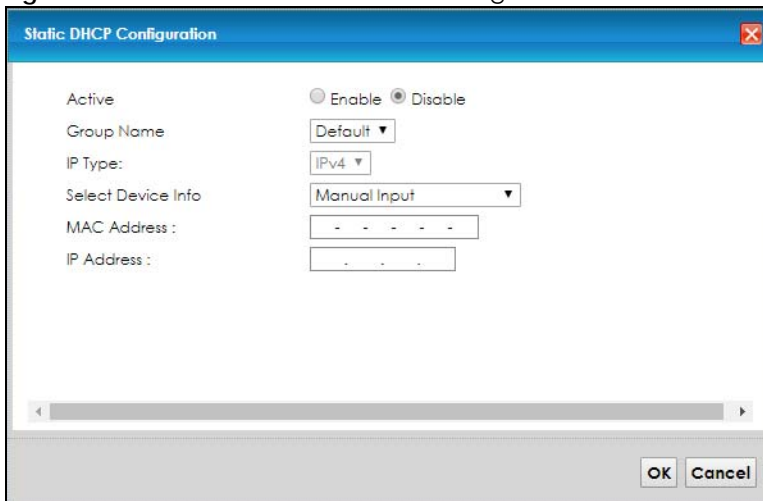 Static DHCP Configuration
Active Enable Disable
Group Name Default
IP Type: IPv4
Select Device Info Manual Input
MAC Address : - - - - -
IP Address : . . .
OK Cancel